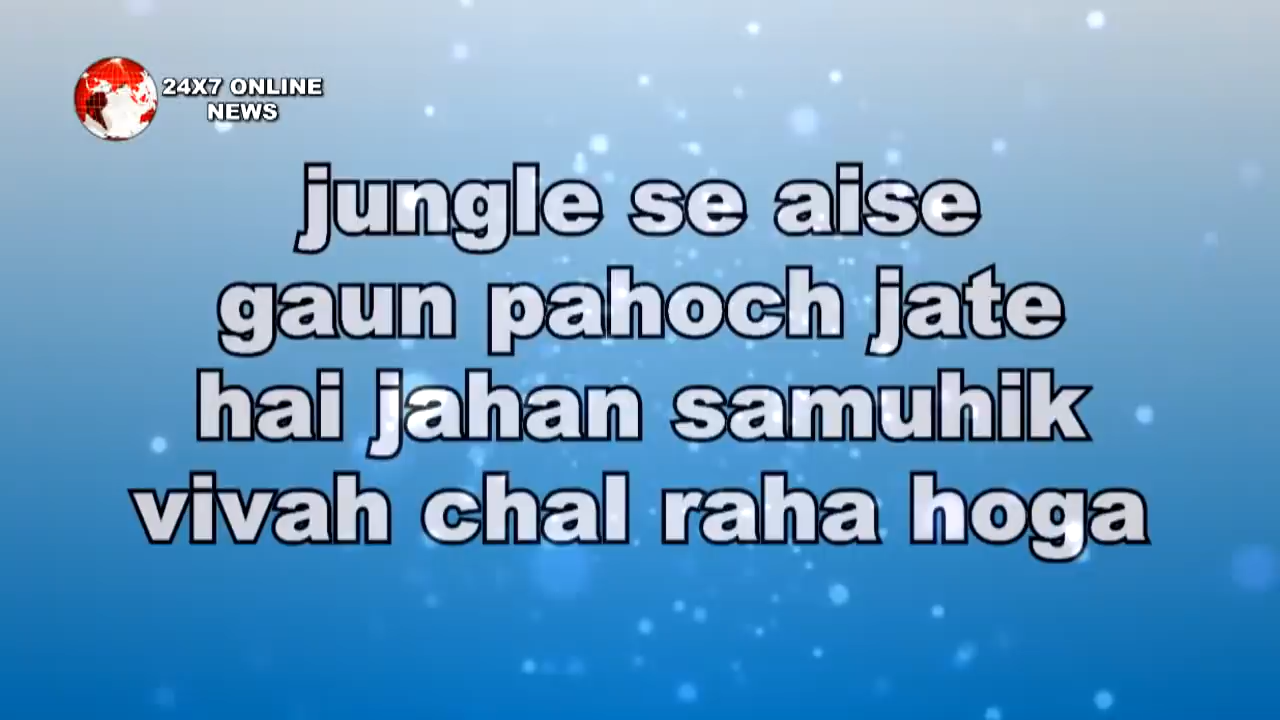 24X7 ONLINE
NEWS
jungle se aise
gaun pahoch jate
hai jahan samuhik
vivah chal raha hoga